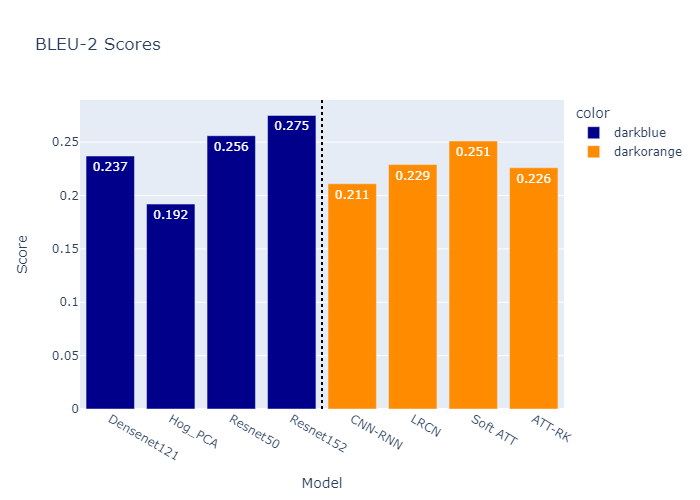 BLEU-2 Scores
color
darkblue
darkorange
0.237
0.192
0.256
0.275
0.211
0.229
0.251
0.226
0.25
0.2
0.15
0.1
0.05
0
Score
Densenet121
Hog_PCA
Resnet50
Resnet152
CNN-RNN
LRCN
Soft ATT
ATT-RK
Model